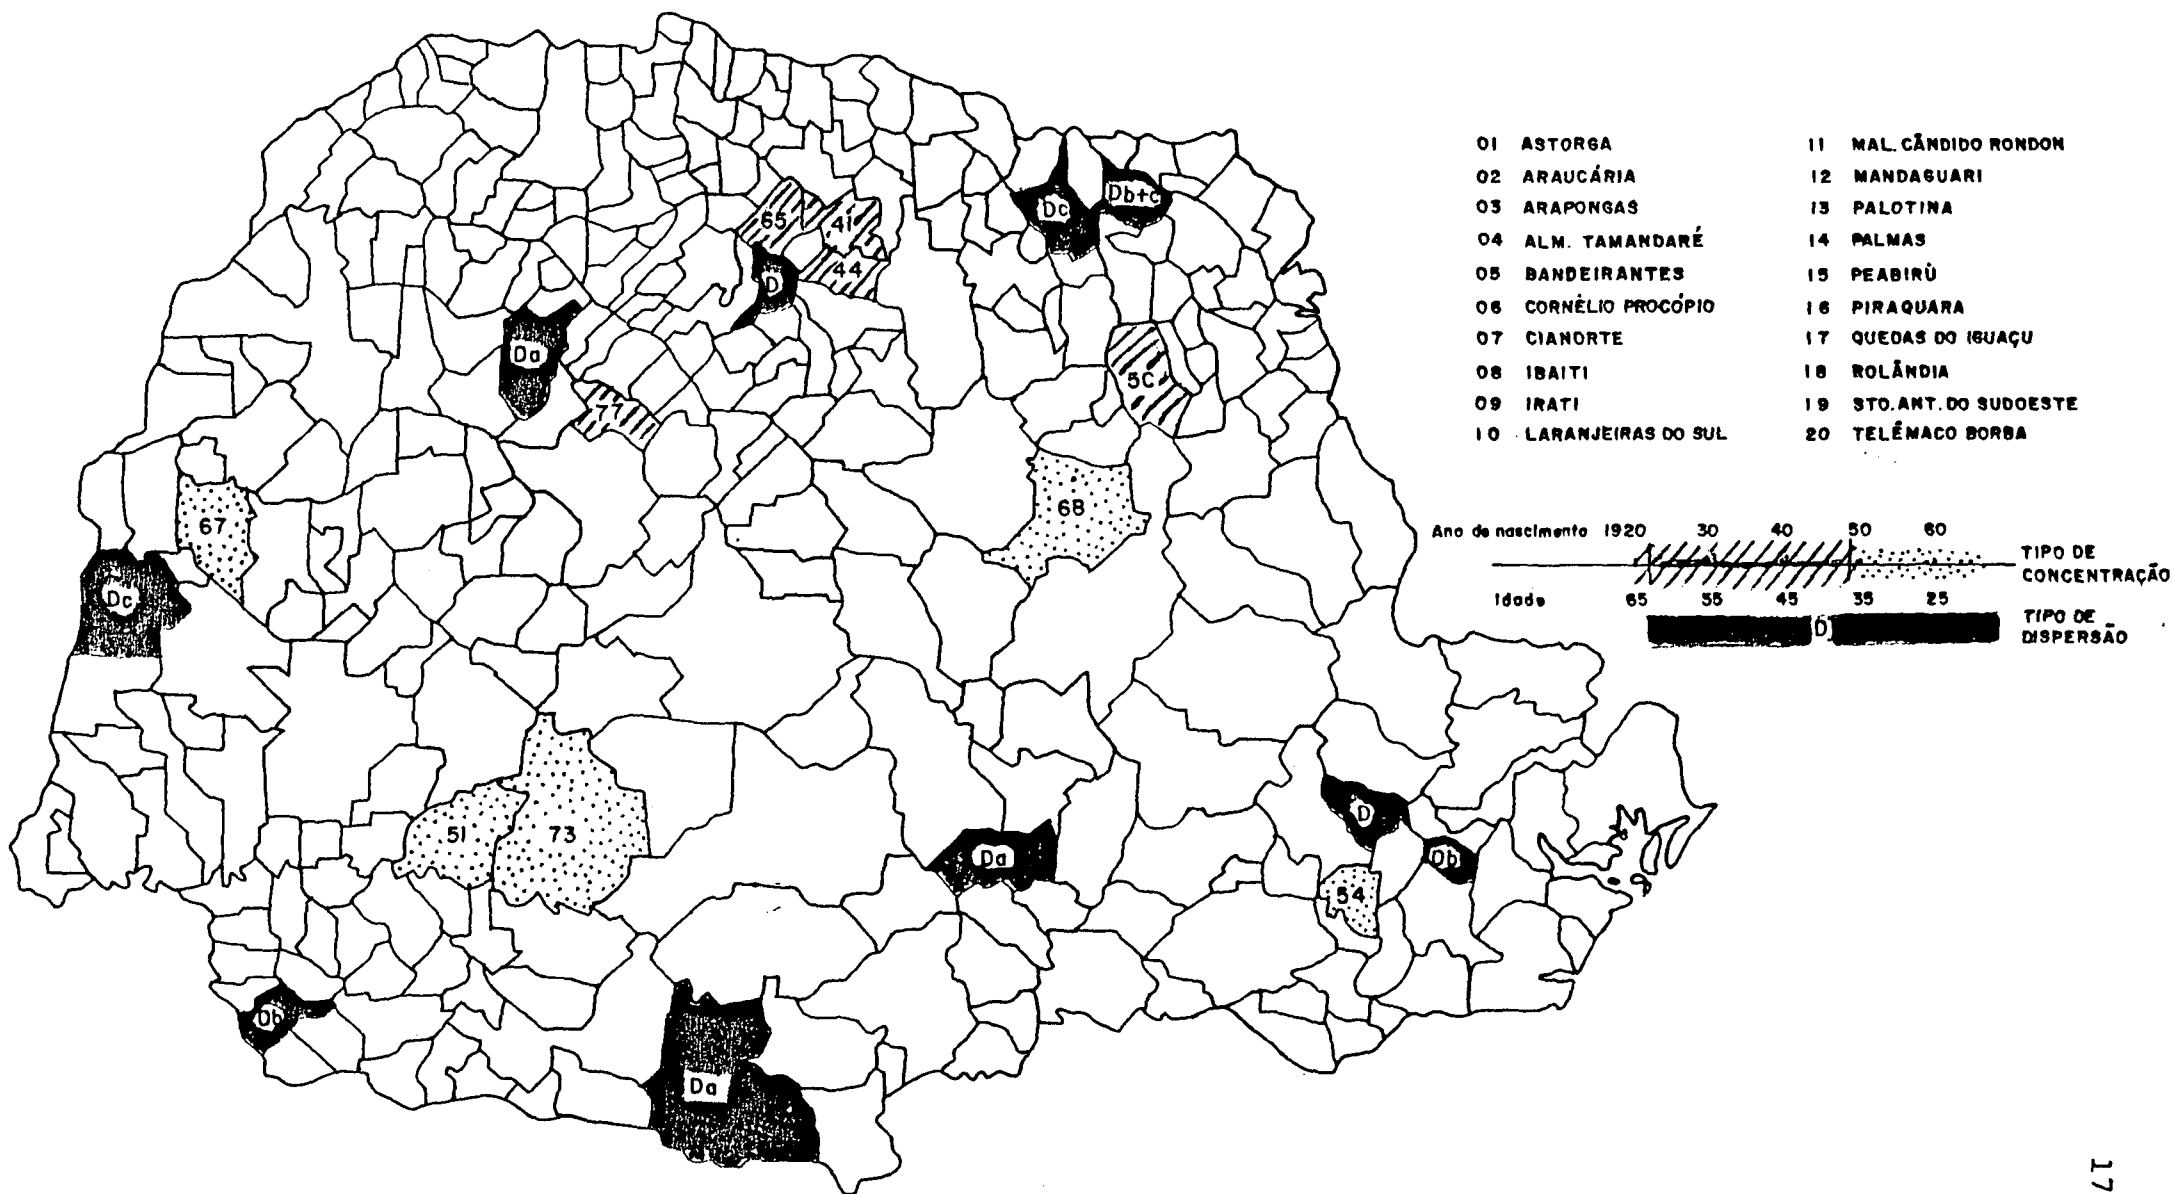 01 ASTORGA
02 ARAUCÁRIA
03 ARAPONGAS
04 ALM. TAMANDARÉ
05 BANDEIRANTES
06 CORNÉLIO PROCÓPIO
07 CIANORTE
08 IBAITI
09 IRATI
10 LARANJEIRAS DO SUL
11 MAL. CÂNDIDO RONDON
12 MANDAGUARI
13 PALOTINA
14 PALMAS
15 PEABIRÙ
16 PIRAQUARA
17 QUEDAS DO IGUAÇU
18 ROLÂNDIA
19 STO. ANT. DO SUDOESTE
20 TELÊMACO BORBA
Ano de nascimento 1920 30 40 50 60
TIPO DE
CONCENTRAÇÃO
Idade 65 55 45 35 25
D
TIPO DE
DISPERSÃO
65
41
44
D
Dc
Db+c
Da
77
5C
67
68
Dc
51
73
Da
D
Db
54
Db
Da
17